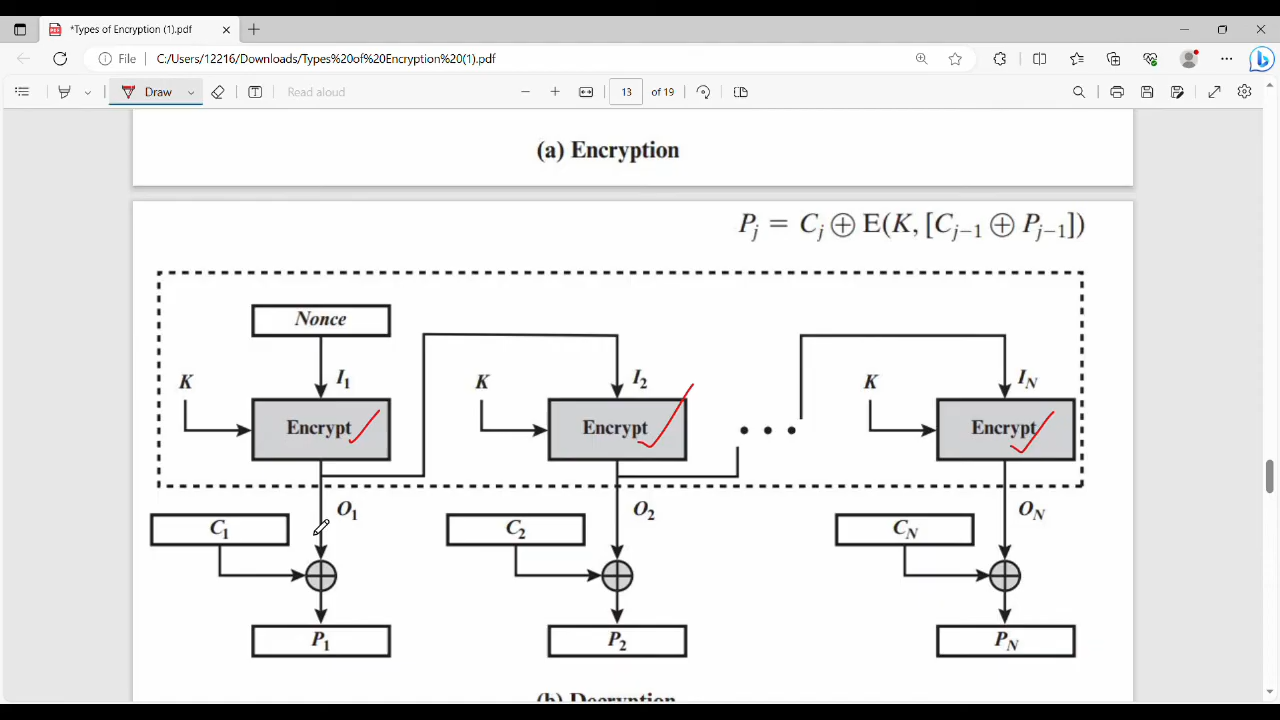 *Types of Encryption (1).pdf
File C:/Users/12216/Downloads/Types%20of%20Encryption%20(1).pdf
Draw Read aloud 13 of 19
(a) Encryption
Pj = Cj ⊕ E(K, [Cj−1 ⊕ Pj−1])
Nonce
K I1 K I2 K IN
Encrypt Encrypt • • • Encrypt
O1 O2 ON
C1 C2 CN
P1 P2 PN
(b) Decryption